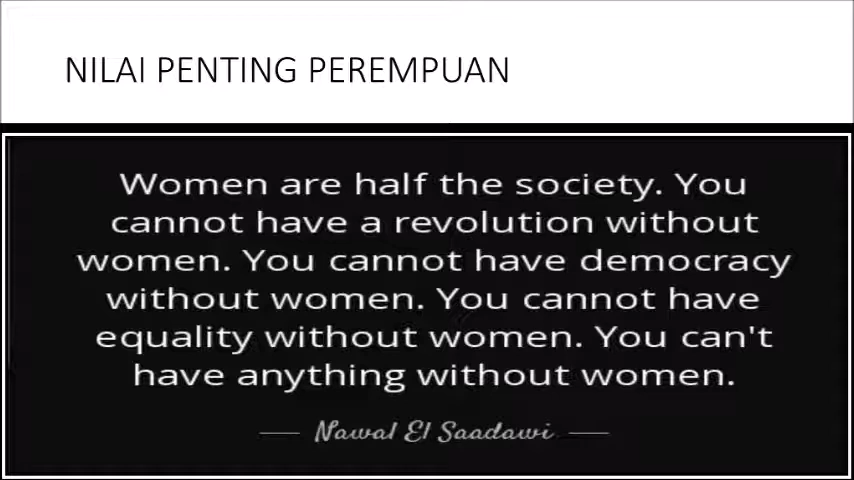 NILAI PENTING PEREMPUAN
Women are half the society. You
cannot have a revolution without
women. You cannot have democracy
without women. You cannot have
equality without women. You can't
have anything without women.
Nawal El Saadawi